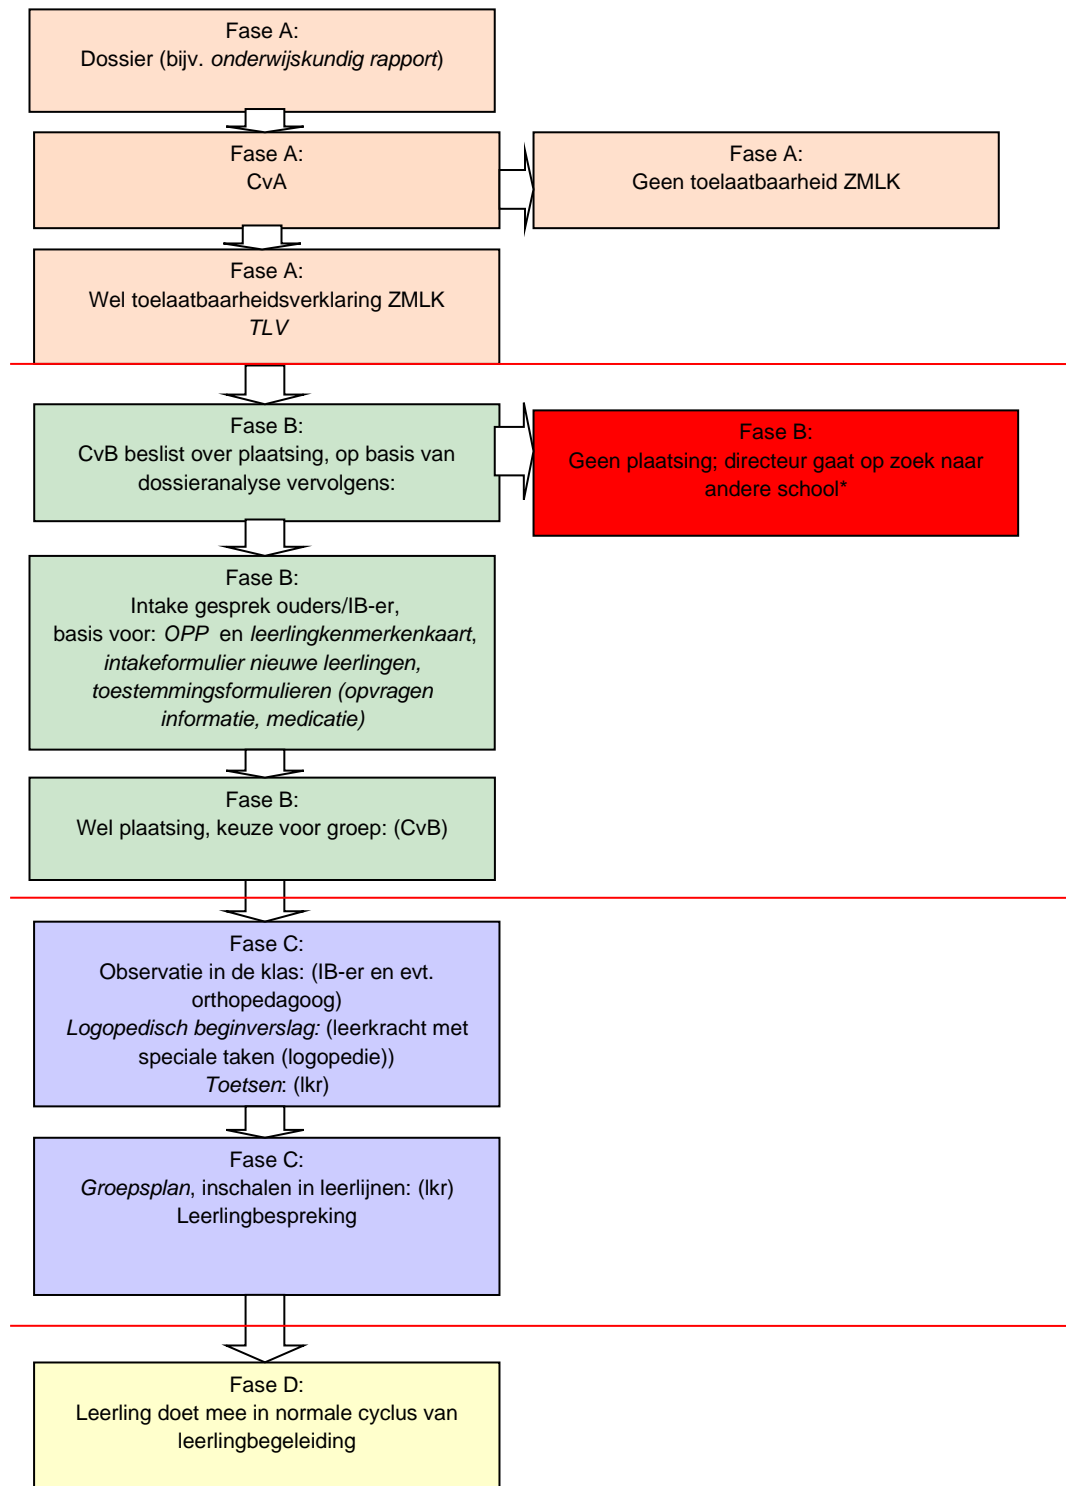 Fase A:
Dossier (bijv. onderwijskundig rapport)
Fase A:
CvA
Fase A:
Geen toelaatbaarheid ZMLK
Fase A:
Wel toelaatbaarheidsverklaring ZMLK
TLV
Fase B:
CvB beslist over plaatsing, op basis van
dossieranalyse vervolgens:
Fase B:
Geen plaatsing; directeur gaat op zoek naar
andere school*
Fase B:
Intake gesprek ouders/IB-er,
basis voor: OPP en leerlingkenmerkenkaart,
intakeformulier nieuwe leerlingen,
toestemmingsformulieren (opvragen
informatie, medicatie)
Fase B:
Wel plaatsing, keuze voor groep: (CvB)
Fase C:
Observatie in de klas: (IB-er en evt.
orthopedagoog)
Logopedisch beginverslag: (leerkracht met
speciale taken (logopedie))
Toetsen: (lkr)
Fase C:
Groepsplan, inschalen in leerlijnen: (lkr)
Leerlingbespreking
Fase D:
Leerling doet mee in normale cyclus van
leerlingbegeleiding